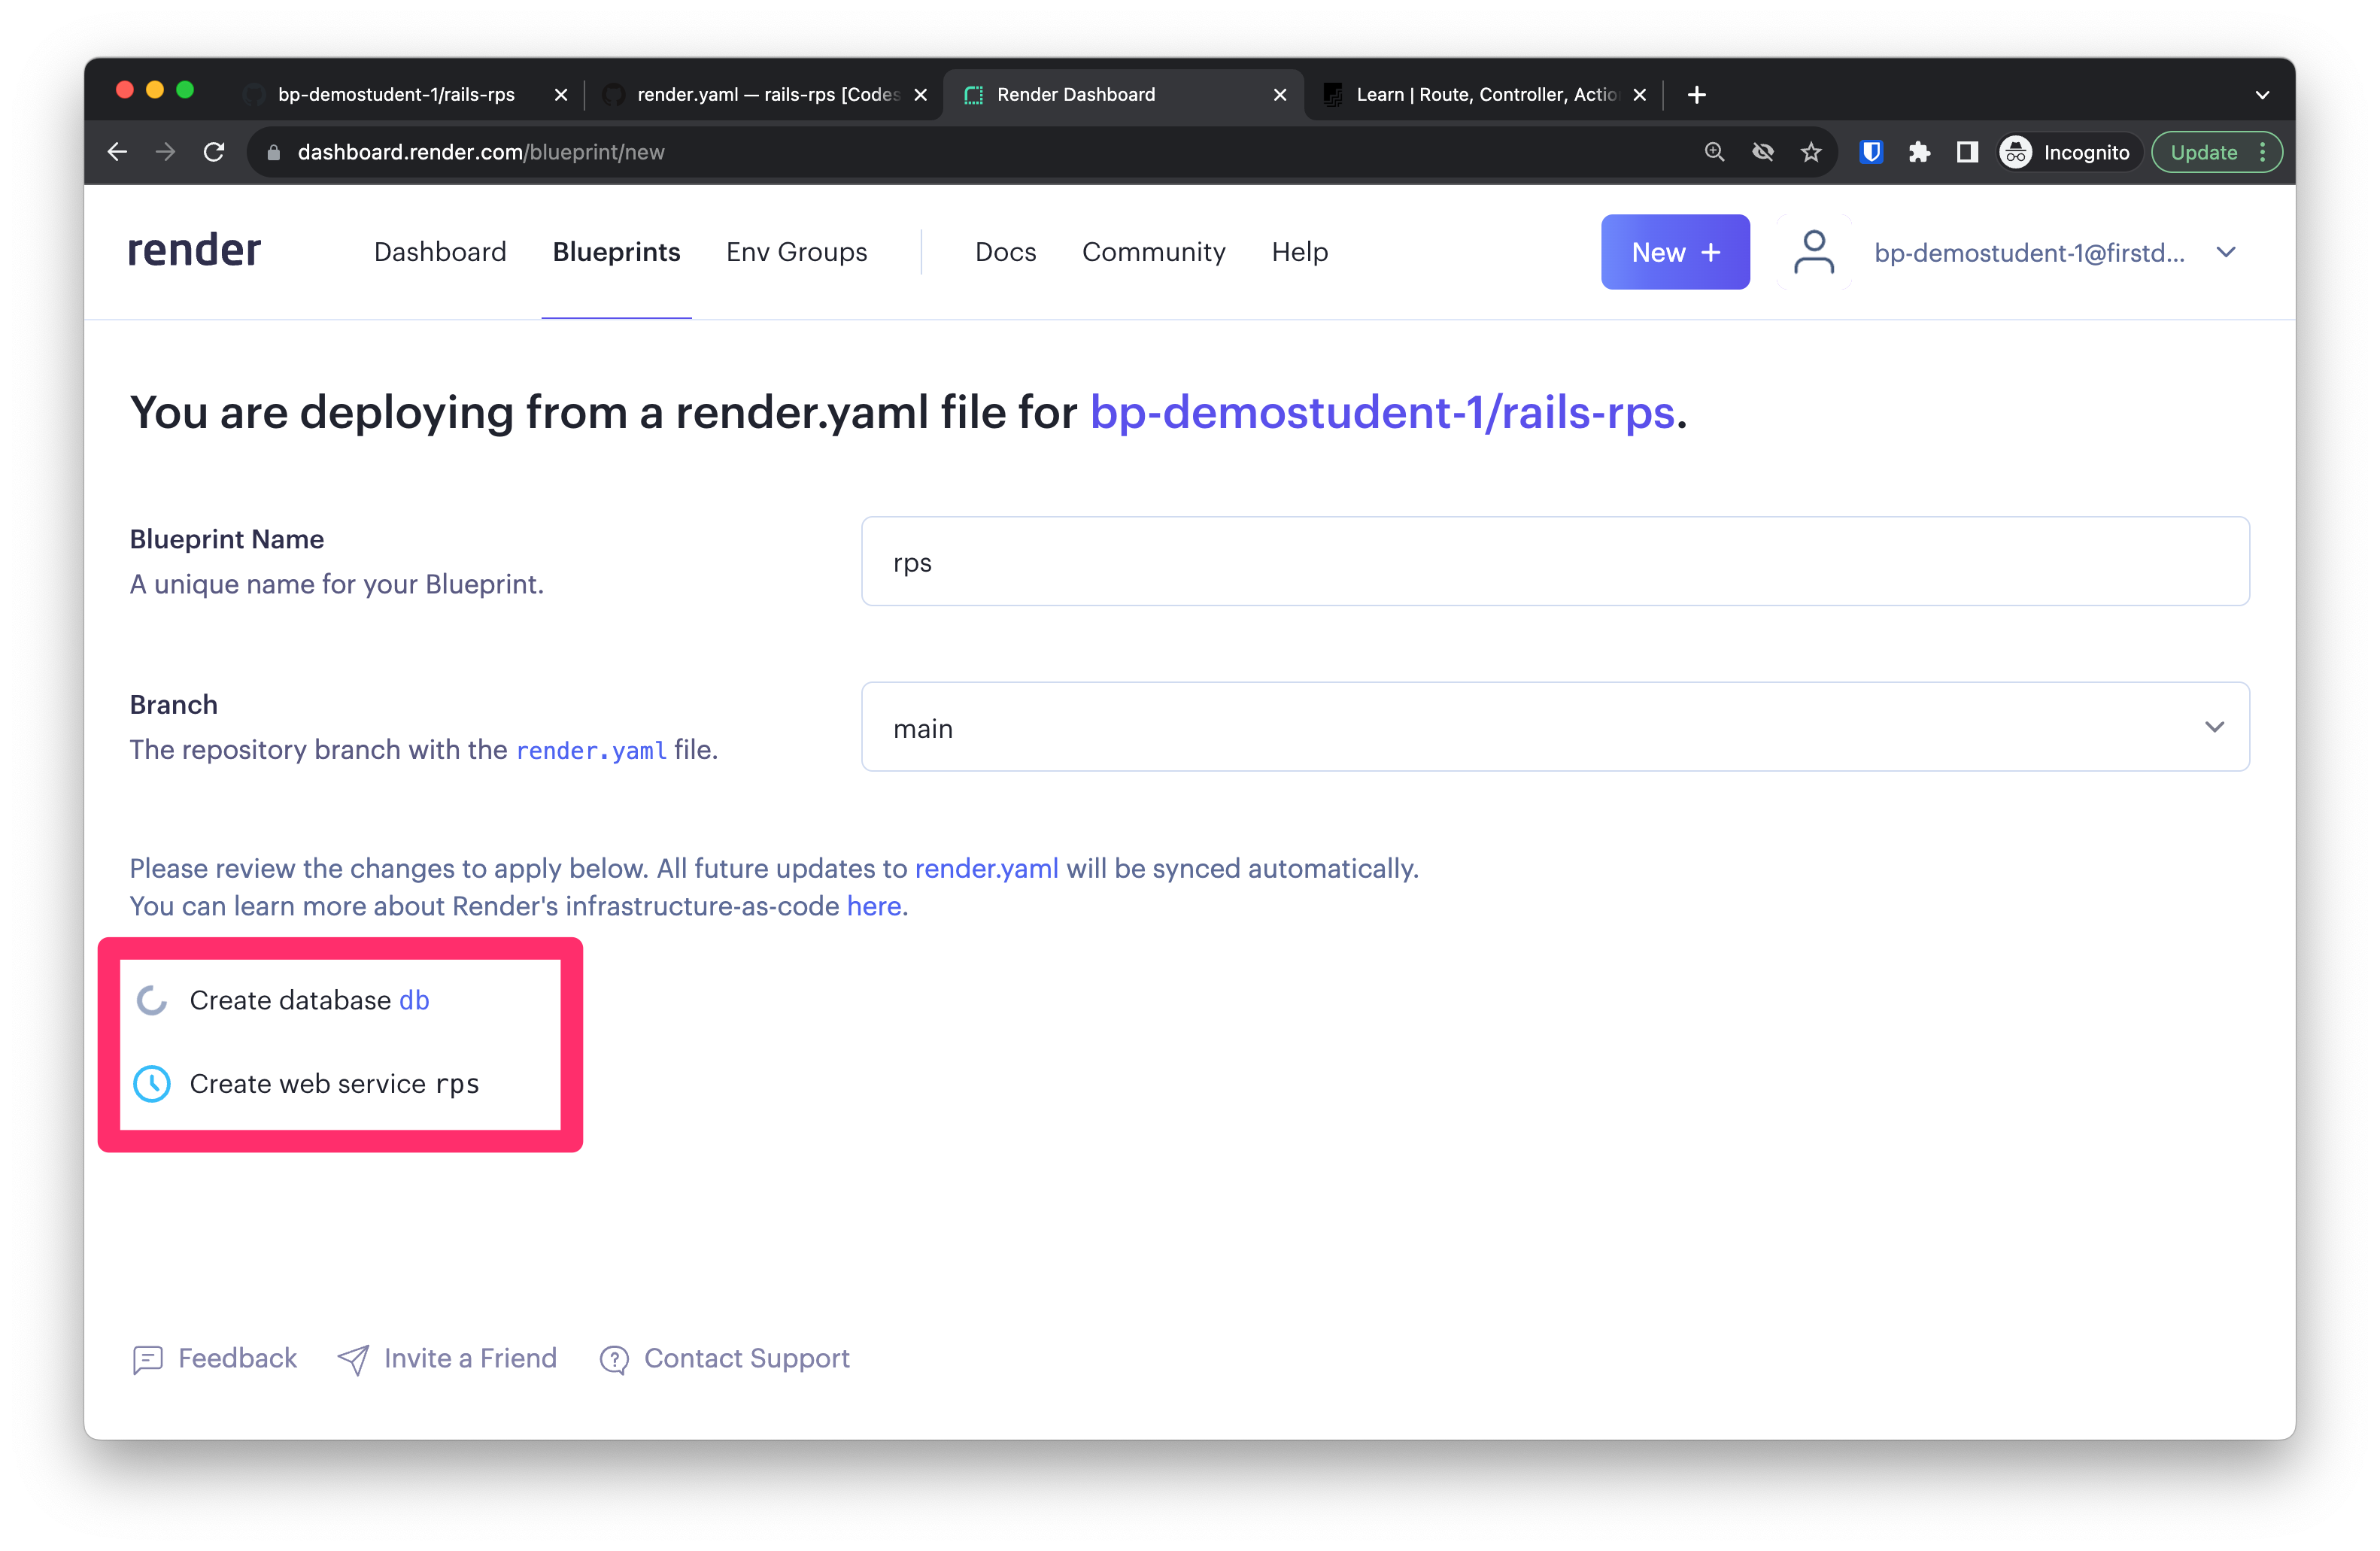 bp-demostudent-1/rails-rps
render.yaml — rails-rps [Codes
Render Dashboard
Learn | Route, Controller, Actio
dashboard.render.com/blueprint/new
Incognito
Update
render
Dashboard
Blueprints
Env Groups
Docs
Community
Help
New +
bp-demostudent-1@firstd...
You are deploying from a render.yaml file for bp-demostudent-1/rails-rps.
Blueprint Name
A unique name for your Blueprint.
rps
Branch
The repository branch with the render.yaml file.
main
Please review the changes to apply below. All future updates to render.yaml will be synced automatically.
You can learn more about Render's infrastructure-as-code here.
Create database db
Create web service rps
Feedback
Invite a Friend
Contact Support